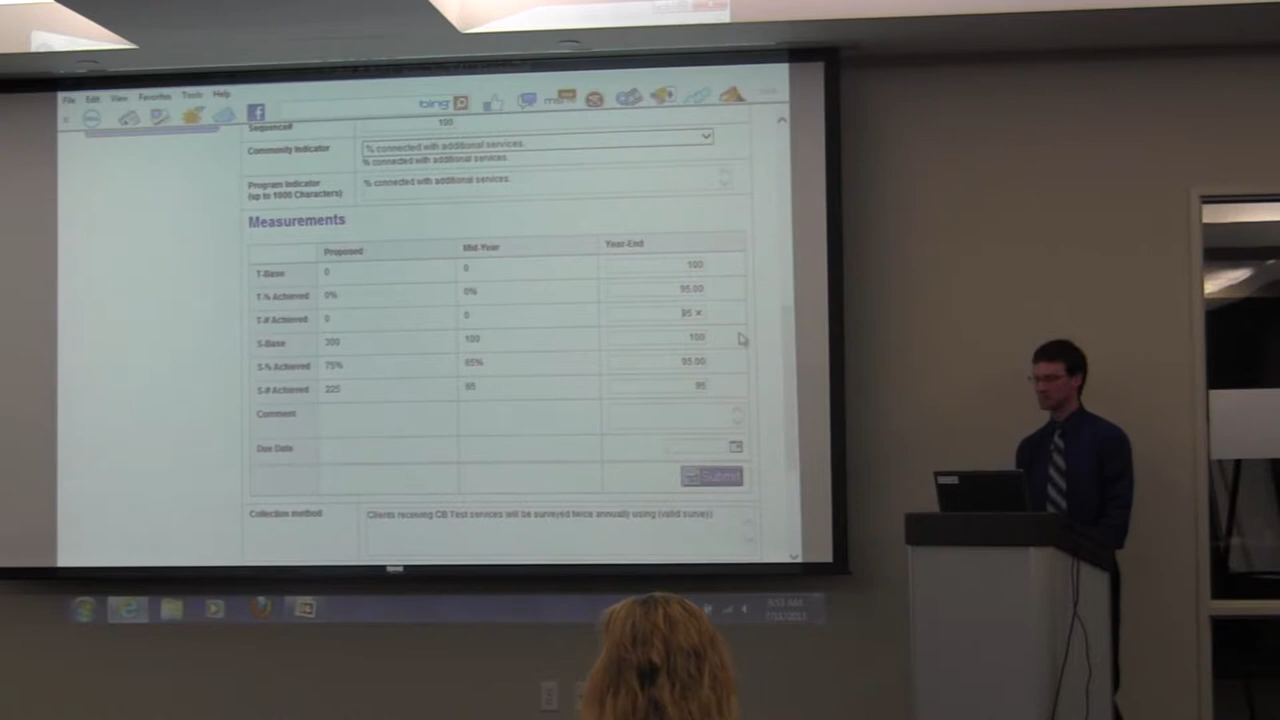 File Edit View Favorites Tools Help
bing
Sequence# 100
Community Indicator % connected with additional services.
% connected with additional services.
Program Indicator % connected with additional services.
(up to 1000 Characters)
Measurements
Proposed Mid-Year Year-End
T-Base 0 0 100
T-% Achieved 0% 0% 95.00
T-# Achieved 0 0 95 ×
S-Base 300 100 100
S-% Achieved 75% 65% 95.00
S-# Achieved 225 65 95
Comment
Due Date
Submit
Collection method Clients receiving CB Test services will be surveyed twice annually using (valid survey)